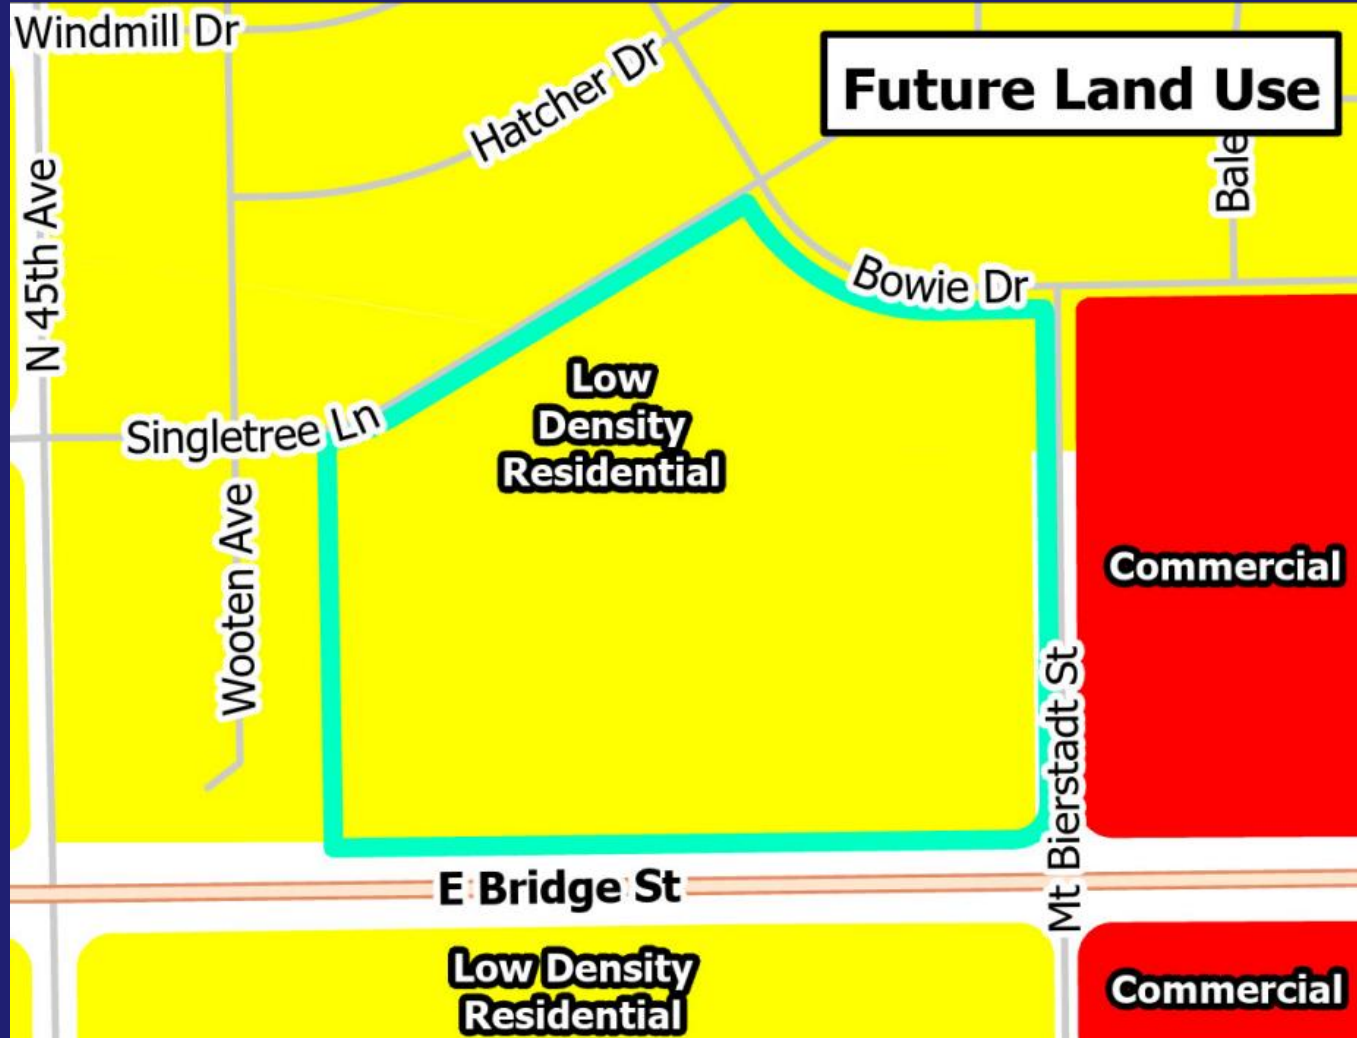 Windmill Dr
Hatcher Dr
Future Land Use
N 45th Ave
Bale
Bowie Dr
Low
Density
Residential
Singletree Ln
Wooten Ave
Commercial
Mt Bierstadt St
E Bridge St
Low Density
Residential
Commercial